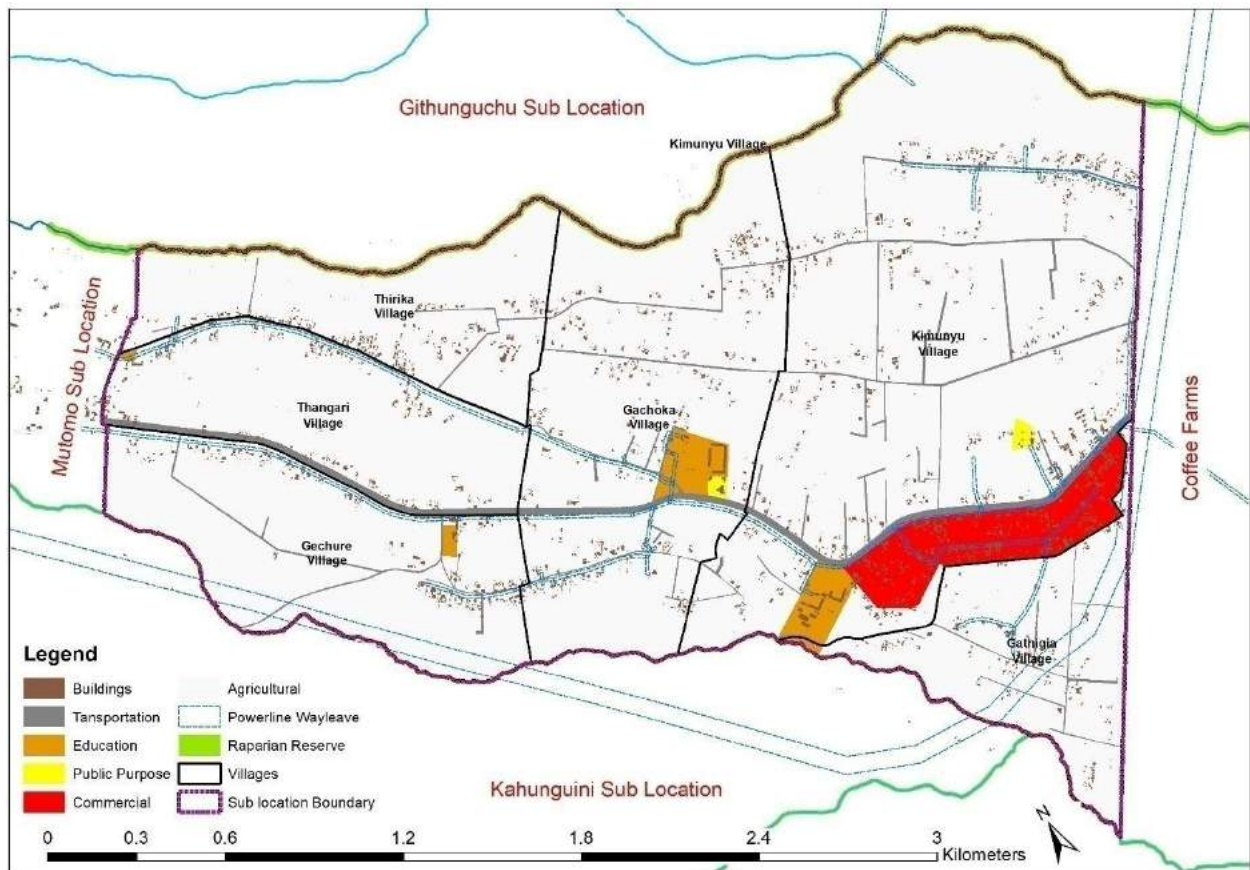 Githunguchu Sub Location
Kimunyu Village
Thirika
Village
Kimunyu
Village
Mutomo Sub Location
Thangari
Village
Gachoka
Village
Coffee Farms
Gechure
Village
Gathigia
Village
Kahunguini Sub Location
Legend
Buildings
Agricultural
Tansportation
Powerline Wayleave
Education
Raparian Reserve
Public Purpose
Villages
Commercial
Sub location Boundary
N
0 0.3 0.6 1.2 1.8 2.4 3
Kilometers